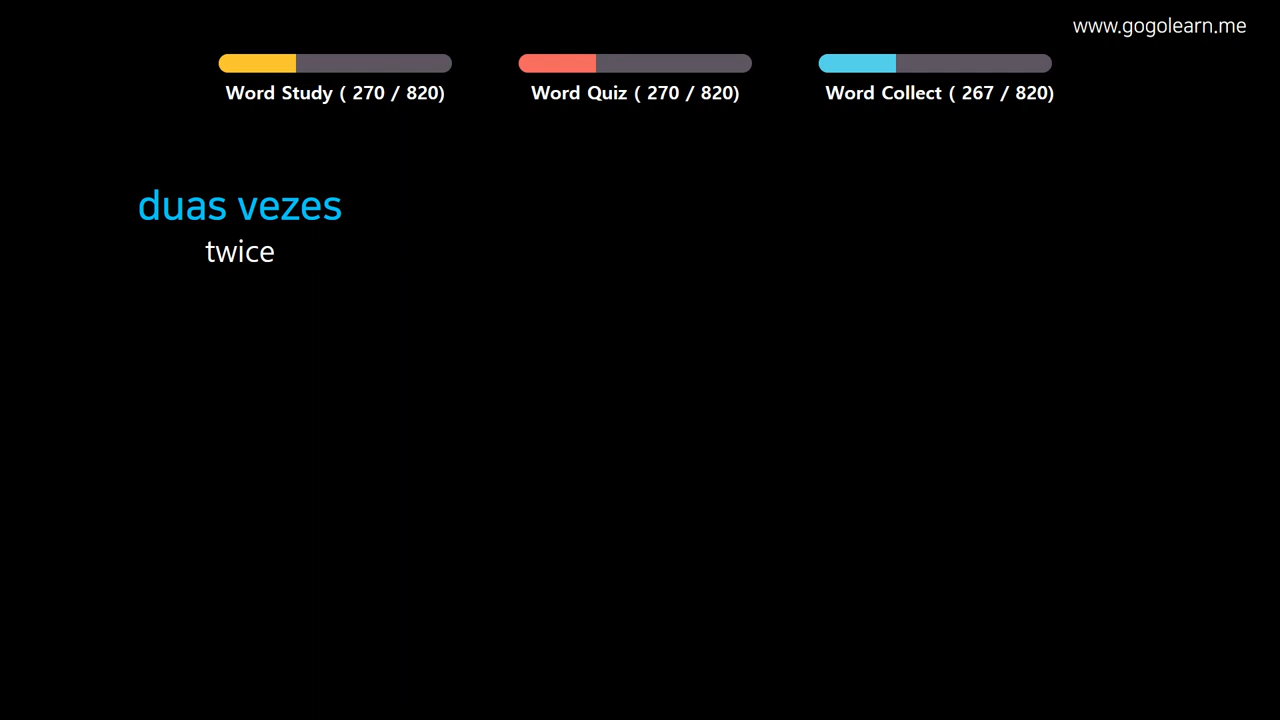 www.gogolearn.me
Word Study ( 270 / 820)
Word Quiz ( 270 / 820)
Word Collect ( 267 / 820)
duas vezes
twice